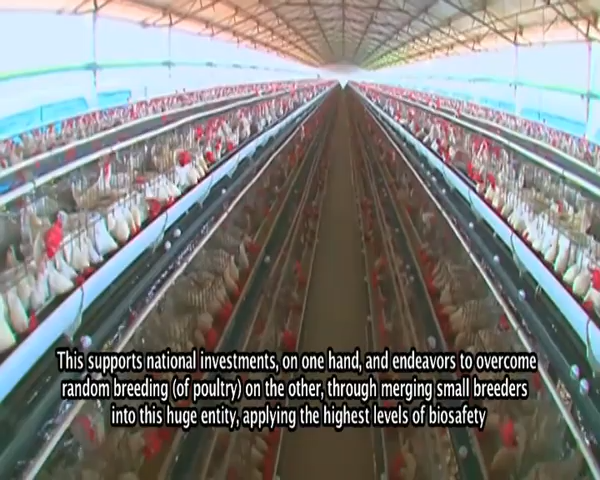 This supports national investments, on one hand, and endeavors to overcome
random breeding (of poultry) on the other, through merging small breeders
into this huge entity, applying the highest levels of biosafety